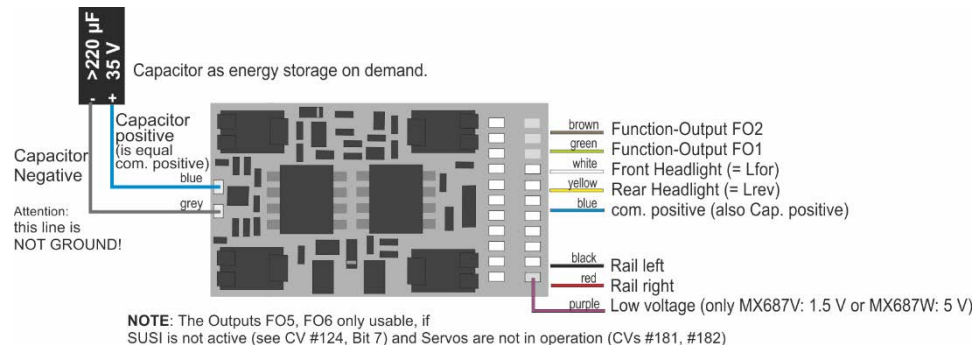 - >220 µF
+ 35 V
Capacitor as energy storage on demand.
Capacitor
positive
(is equal
com. positive)
blue
Capacitor
Negative
grey
Attention:
this line is
NOT GROUND!
brown Function-Output FO2
green Function-Output FO1
white Front Headlight (= Lfor)
yellow Rear Headlight (= Lrev)
blue com. positive (also Cap. positive)
black Rail left
red Rail right
purple Low voltage (only MX687V: 1.5 V or MX687W: 5 V)
NOTE: The Outputs FO5, FO6 only usable, if
SUSI is not active (see CV #124, Bit 7) and Servos are not in operation (CVs #181, #182)